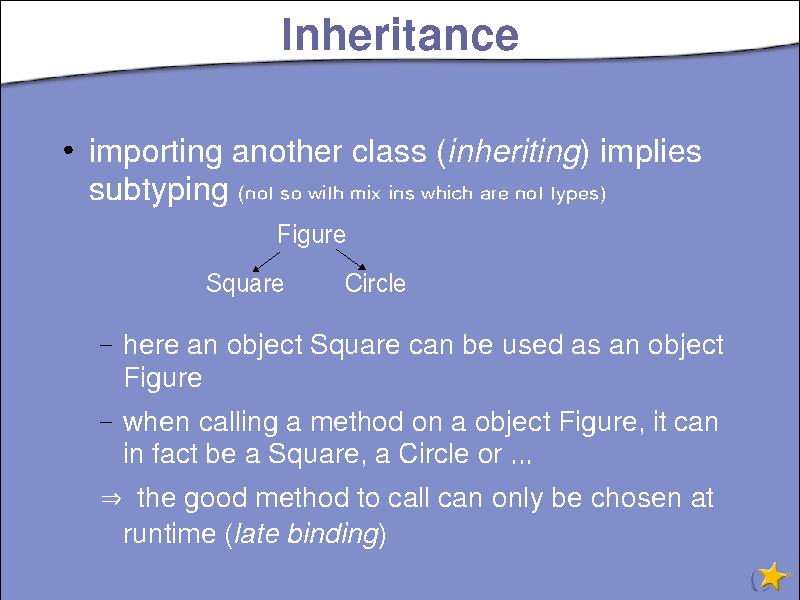 Inheritance
• importing another class (inheriting) implies
subtyping (not so with mix ins which are not types)
Figure
Square Circle
– here an object Square can be used as an object
Figure
– when calling a method on a object Figure, it can
in fact be a Square, a Circle or ...
⇒ the good method to call can only be chosen at
runtime (late binding)